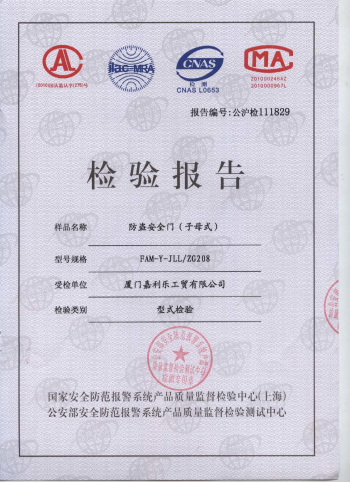 AL
ilac-MRA
CNAS
CMA
检 测
CNAS L0653
报告编号:公沪检111829
检验报告
样品名称 防盗安全门（子母式）
型号规格 FAM-Y-JLL/ZG208
受检单位 厦门嘉利乐工贸有限公司
检验类别 型式检验
国家安全防范报警系统产品质量监督检验中心(上海)
公安部安全防范报警系统产品质量监督检验测试中心